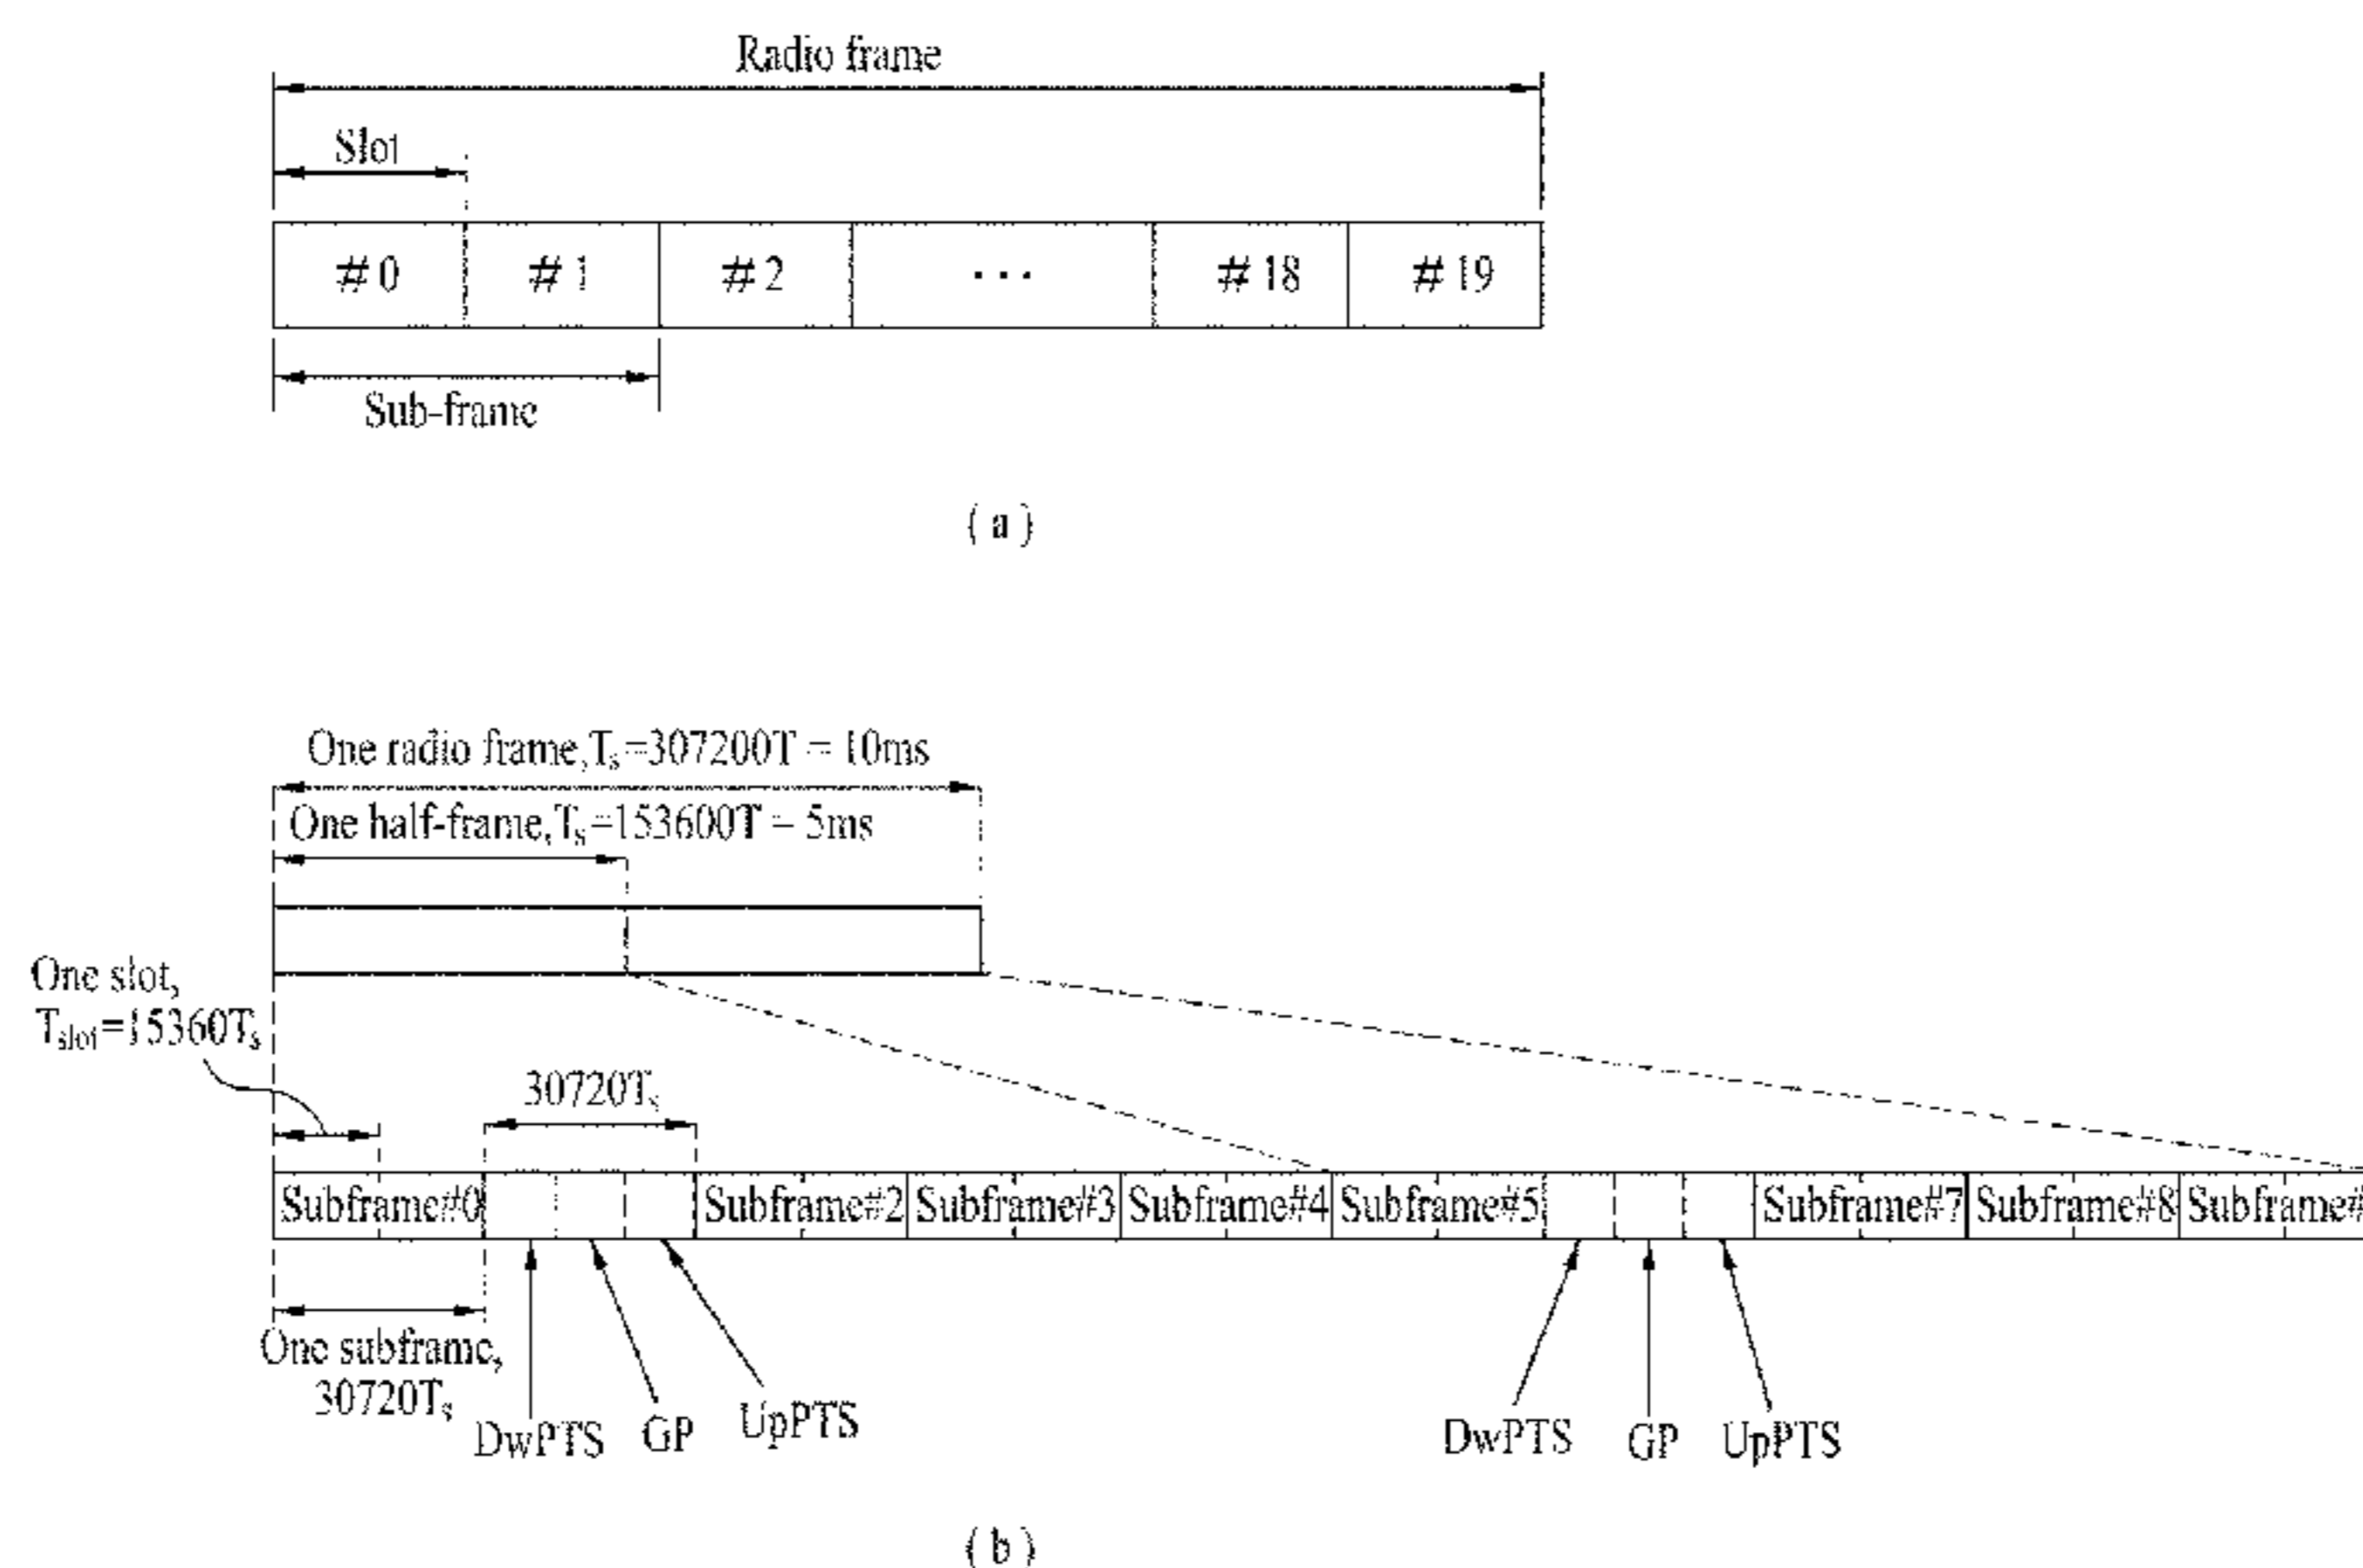 Radio frame
Slot
# 0 # 1 # 2 ... # 18 # 19
Sub-frame
( a )
One radio frame,Ts=307200T = 10ms
One half-frame,Ts=153600T = 5ms
One slot,
Tslot=15360Ts
30720Ts
Subframe#0 Subframe#2 Subframe#3 Subframe#4 Subframe#5 Subframe#7 Subframe#8 Subframe#
One subframe,
30720Ts
DwPTS GP UpPTS DwPTS GP UpPTS
( b )